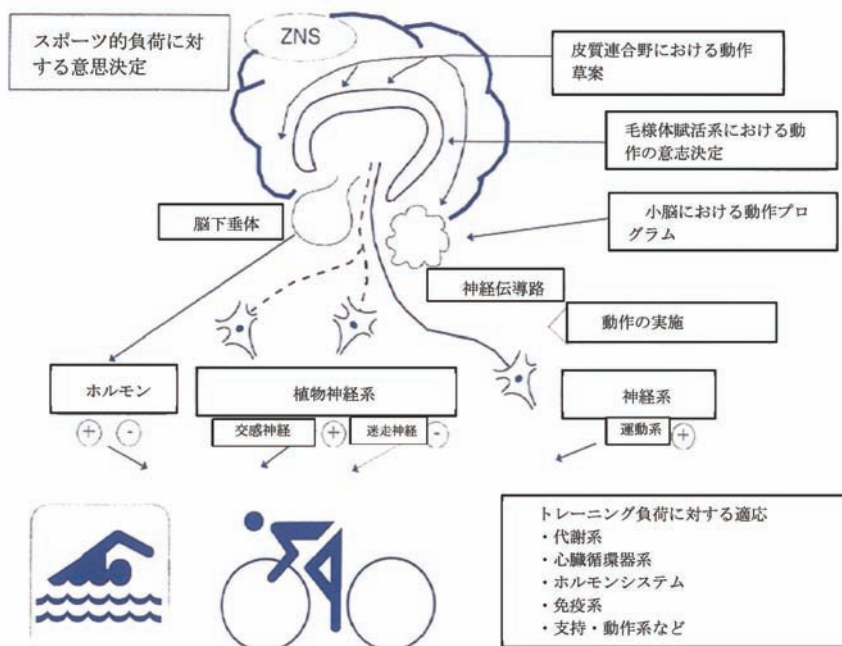 スポーツ的負荷に対
する意思決定
ZNS
皮質連合野における動作
草案
毛様体賦活系における動
作の意志決定
小脳における動作プロ
グラム
脳下垂体
神経伝導路
動作の実施
ホルモン
植物神経系
神経系
+
-
交感神経
+
迷走神経
-
運動系
+
トレーニング負荷に対する適応
・代謝系
・心臓循環器系
・ホルモンシステム
・免疫系
・支持・動作系など